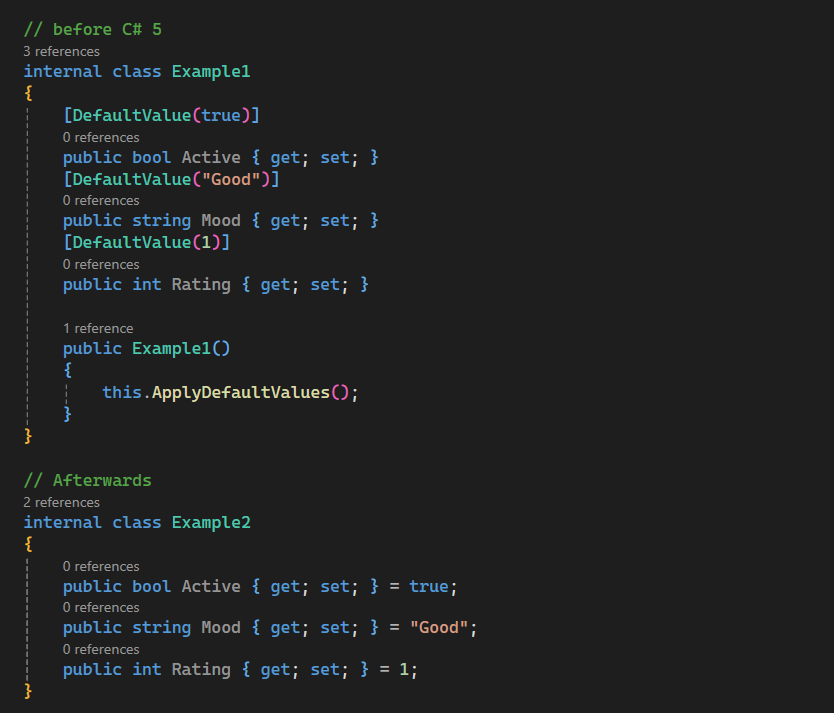 // before C# 5
3 references
internal class Example1
{
[DefaultValue(true)]
0 references
public bool Active { get; set; }
[DefaultValue("Good")]
0 references
public string Mood { get; set; }
[DefaultValue(1)]
0 references
public int Rating { get; set; }
1 reference
public Example1()
{
this.ApplyDefaultValues();
}
}
// Afterwards
2 references
internal class Example2
{
0 references
public bool Active { get; set; } = true;
0 references
public string Mood { get; set; } = "Good";
0 references
public int Rating { get; set; } = 1;
}